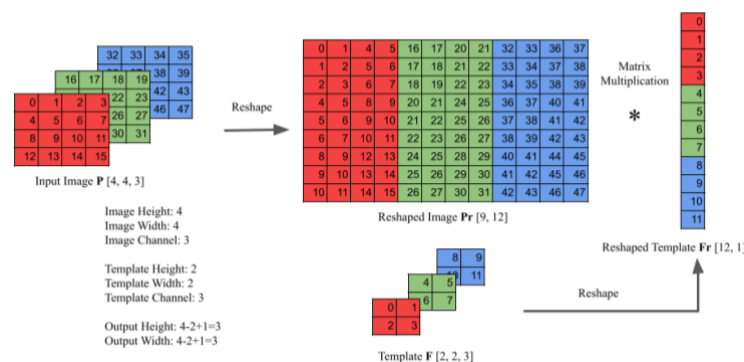 32 33 34 35
38 39
42 43
46 47
16 17 18 19
22 23
26 27
30 31
0 1 2 3
4 5 6 7
8 9 10 11
12 13 14 15
Input Image P [4, 4, 3]
Reshape
0 1 4 5 16 17 20 21 32 33 36 37
1 2 5 6 17 18 21 22 33 34 37 38
2 3 6 7 18 19 22 23 34 35 38 39
4 5 8 9 20 21 24 25 36 37 40 41
5 6 9 10 21 22 25 26 37 38 41 42
6 7 10 11 22 23 26 27 38 39 42 43
8 9 12 13 24 25 28 29 40 41 44 45
9 10 13 14 25 26 29 30 41 42 45 46
10 11 14 15 26 27 30 31 42 43 46 47
Reshaped Image Pr [9, 12]
Matrix
Multiplication
*
0
1
2
3
4
5
6
7
8
9
10
11
Reshaped Template Fr [12, 1]
Image Height: 4
Image Width: 4
Image Channel: 3
Template Height: 2
Template Width: 2
Template Channel: 3
Output Height: 4-2+1=3
Output Width: 4-2+1=3
8 9
11
4 5
6 7
0 1
2 3
Template F [2, 2, 3]
Reshape